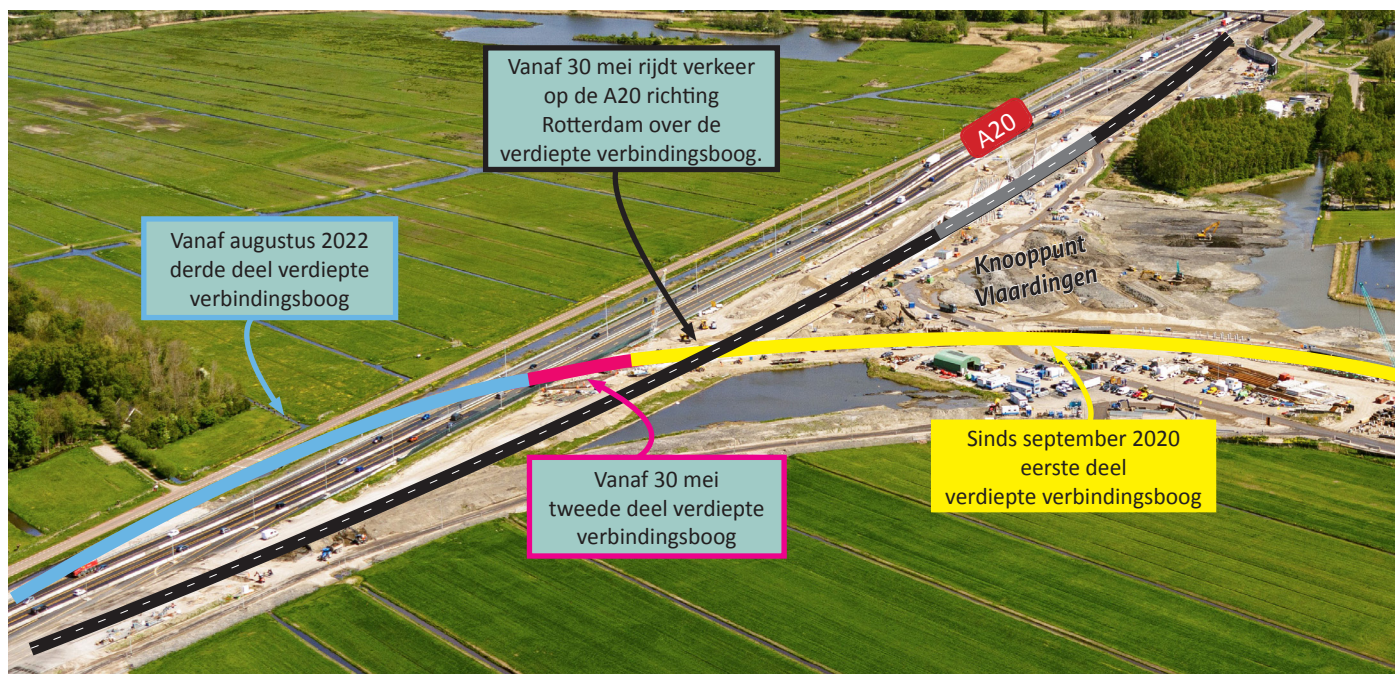 Vanaf 30 mei rijdt verkeer
op de A20 richting
Rotterdam over de
verdiepte verbindingsboog.
A20
Vanaf augustus 2022
derde deel verdiepte
verbindingsboog
Knooppunt
Vlaardingen
Sinds september 2020
eerste deel
verdiepte verbindingsboog
Vanaf 30 mei
tweede deel verdiepte
verbindingsboog